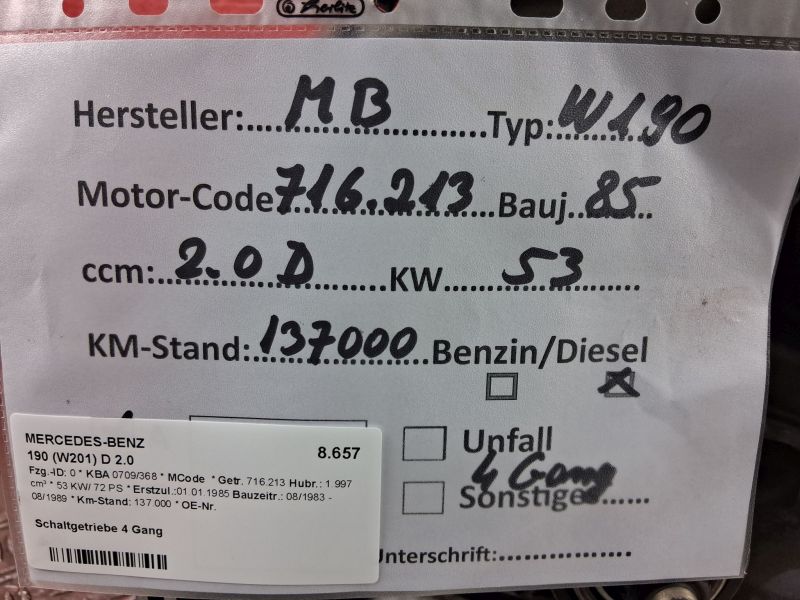 Herlitz
Hersteller:....MB..........Typ:..W190
Motor-Code 716.213...Bauj..85..
ccm:..2.0 D........KW......53......
KM-Stand:.137000..Benzin/Diesel
Unfall
4 Gang
Sonstige
Unterschrift:..................
MERCEDES-BENZ
190 (W201) D 2.0 8.657
Fzg.-ID: 0 * KBA 0709/368 * MCode * Getr. 716.213 Hubr.: 1.997
cm³ * 53 KW/ 72 PS * Erstzul.:01.01.1985 Bauzeitr.: 08/1983 -
08/1989 * Km-Stand: 137.000 * OE-Nr.
Schaltgetriebe 4 Gang